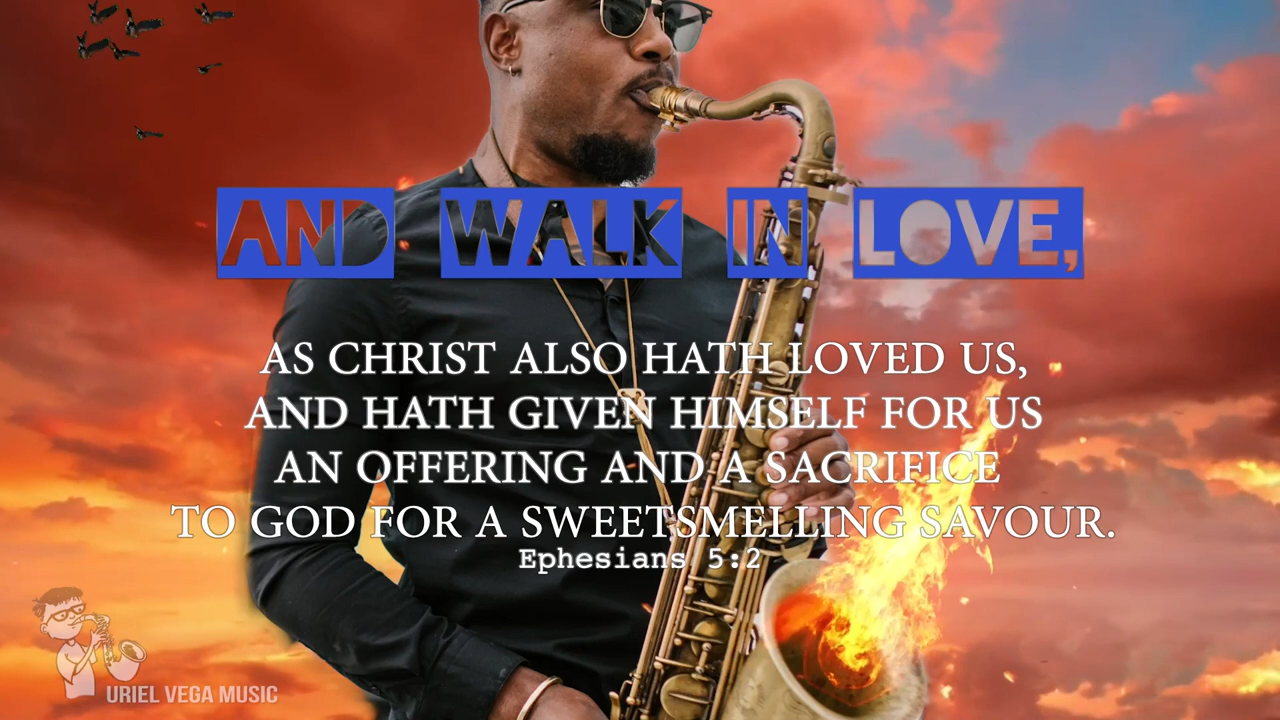 AND WALK IN LOVE,
AS CHRIST ALSO HATH LOVED US,
AND HATH GIVEN HIMSELF FOR US
AN OFFERING AND A SACRIFICE
TO GOD FOR A SWEETSMELLING SAVOUR.
Ephesians 5:2
URIEL VEGA MUSIC